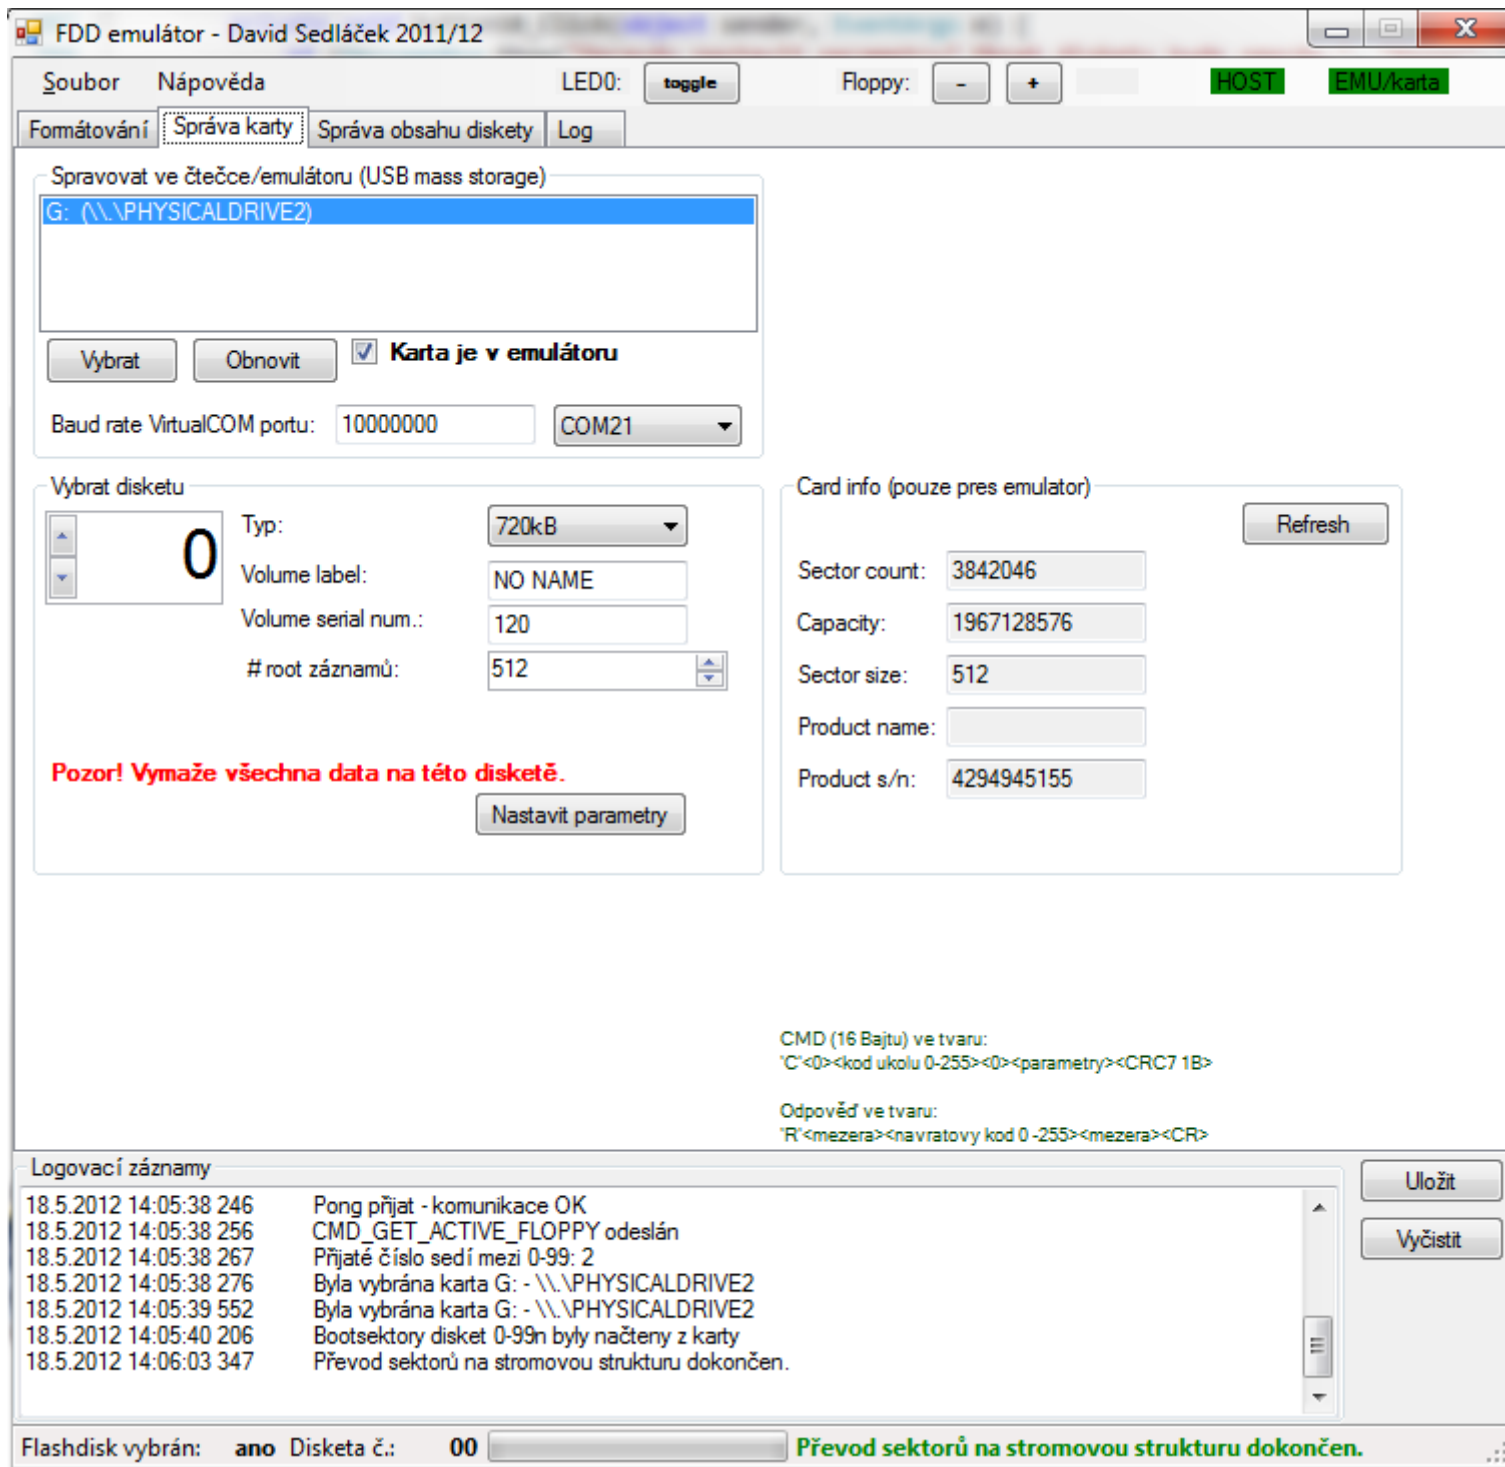 FDD emulátor - David Sedláček 2011/12
Soubor Nápověda LED0: toggle Floppy: - + HOST EMU/karta
Formátování Správa karty Správa obsahu diskety Log
Spravovat ve čtečce/emulátoru (USB mass storage)
G: (\\.\PHYSICALDRIVE2)
Vybrat Obnovit Karta je v emulátoru
Baud rate VirtualCOM portu: 10000000 COM21
Vybrat disketu
0
Typ: 720kB
Volume label: NO NAME
Volume serial num.: 120
# root záznamů: 512
Pozor! Vymaže všechna data na této disketě.
Nastavit parametry
Card info (pouze pres emulator)
Refresh
Sector count: 3842046
Capacity: 1967128576
Sector size: 512
Product name:
Product s/n: 4294945155
CMD (16 Bajtu) ve tvaru:
"C"<0><kod ukolu 0-255><0><parametry><CRC7 1B>
Odpověď ve tvaru:
"R"<mezera><navratovy kod 0 -255><mezera><CR>
Logovací záznamy
18.5.2012 14:05:38 246 Pong přijat - komunikace OK
18.5.2012 14:05:38 256 CMD_GET_ACTIVE_FLOPPY odeslán
18.5.2012 14:05:38 267 Přijaté číslo sedí mezi 0-99: 2
18.5.2012 14:05:38 276 Byla vybrána karta G: - \\.\PHYSICALDRIVE2
18.5.2012 14:05:39 552 Byla vybrána karta G: - \\.\PHYSICALDRIVE2
18.5.2012 14:05:40 206 Bootsektory disket 0-99n byly načteny z karty
18.5.2012 14:06:03 347 Převod sektorů na stromovou strukturu dokončen.
Uložit
Vyčistit
Flashdisk vybrán: ano Disketa č.: 00 Převod sektorů na stromovou strukturu dokončen.